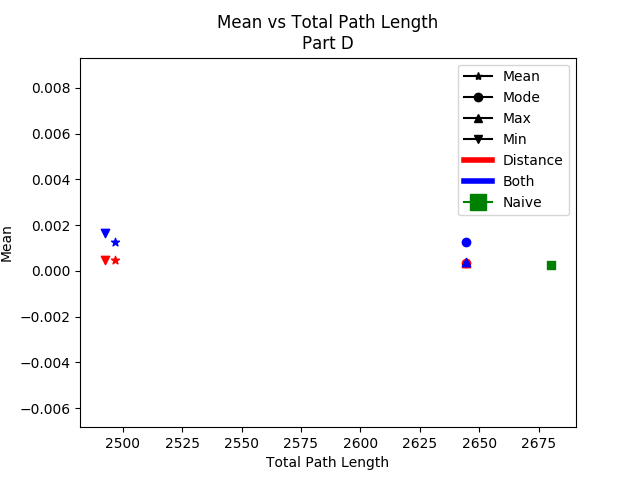 Mean vs Total Path Length
Part D
Mean
Mode
Max
Min
Distance
Both
Naive
Mean
0.008
0.006
0.004
0.002
0.000
−0.002
−0.004
−0.006
2500 2525 2550 2575 2600 2625 2650 2675
Total Path Length